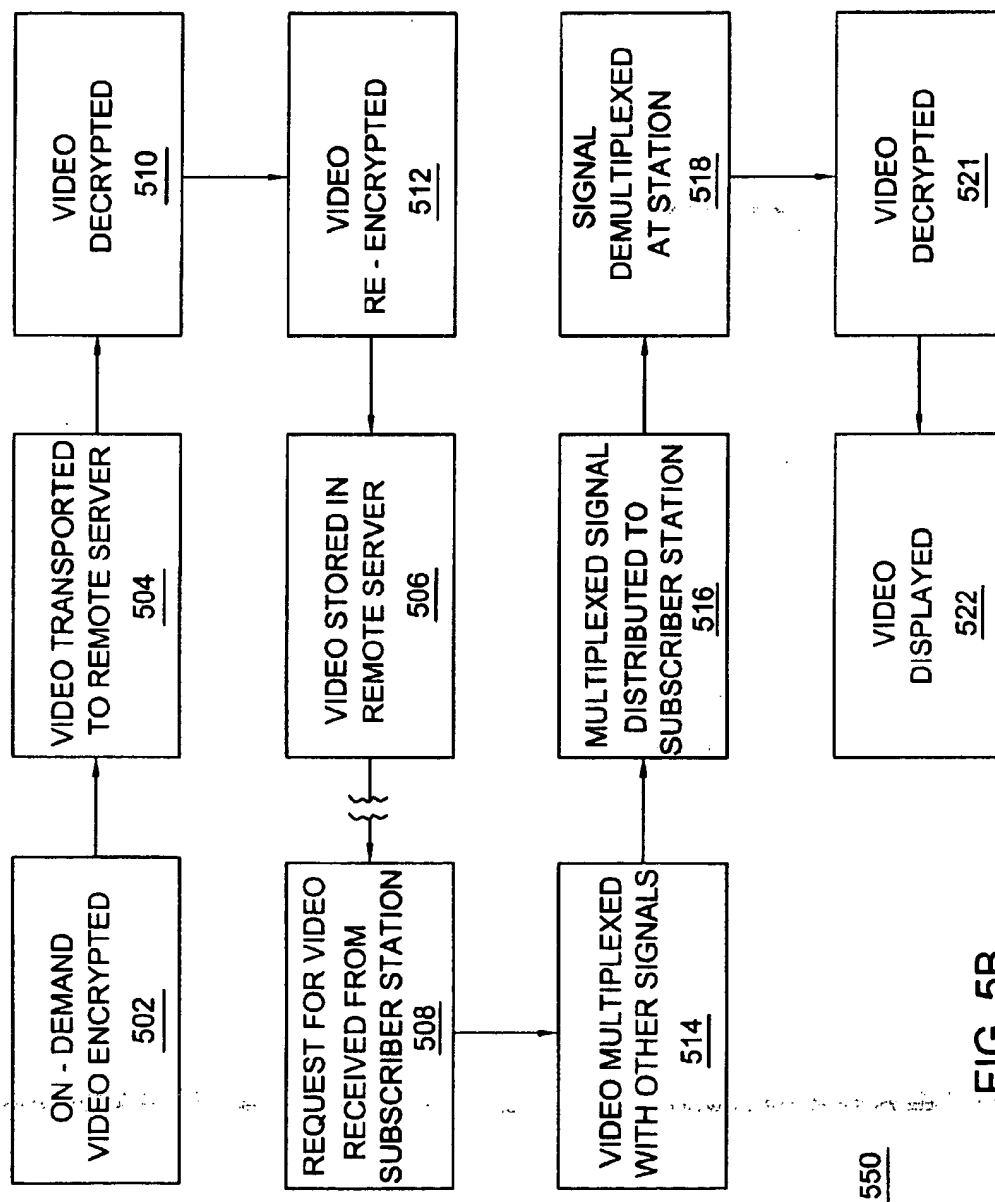 ON - DEMAND
VIDEO ENCRYPTED
502
VIDEO TRANSPORTED
TO REMOTE SERVER
504
VIDEO
DECRYPTED
510
VIDEO
RE - ENCRYPTED
512
VIDEO STORED IN
REMOTE SERVER
506
REQUEST FOR VIDEO
RECEIVED FROM
SUBSCRIBER STATION
508
VIDEO MULTIPLEXED
WITH OTHER SIGNALS
514
MULTIPLEXED SIGNAL
DISTRIBUTED TO
SUBSCRIBER STATION
516
SIGNAL
DEMULTIPLEXED
AT STATION
518
VIDEO
DECRYPTED
521
VIDEO
DISPLAYED
522
550
FIG. 5B